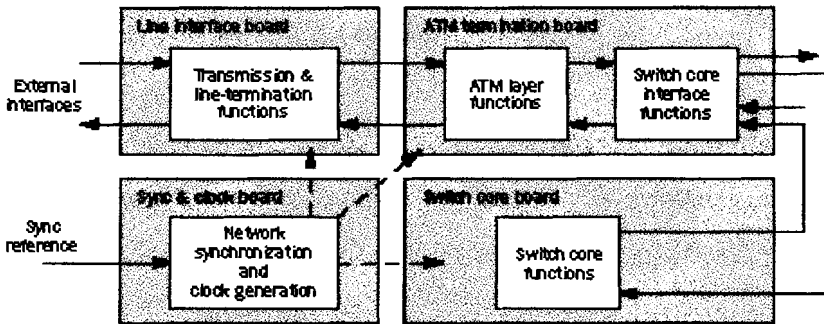 Line interface board
ATM termination board
External
interfaces
Transmission &
line-termination
functions
ATM layer
functions
Switch core
interface
functions
Sync & clock board
Switch core board
Sync
reference
Network
synchronization
and
clock generation
Switch core
functions